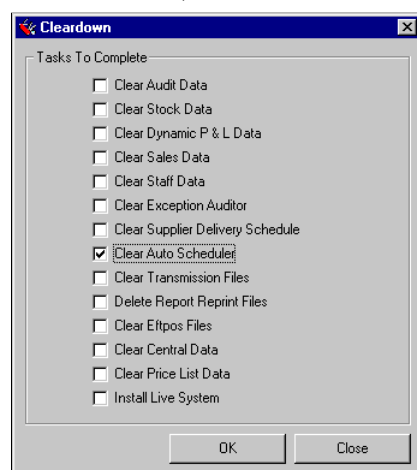 Cleardown
Tasks To Complete
Clear Audit Data
Clear Stock Data
Clear Dynamic P & L Data
Clear Sales Data
Clear Staff Data
Clear Exception Auditor
Clear Supplier Delivery Schedule
Clear Auto Scheduler
Clear Transmission Files
Delete Report Reprint Files
Clear Eftpos Files
Clear Central Data
Clear Price List Data
Install Live System
OK Close